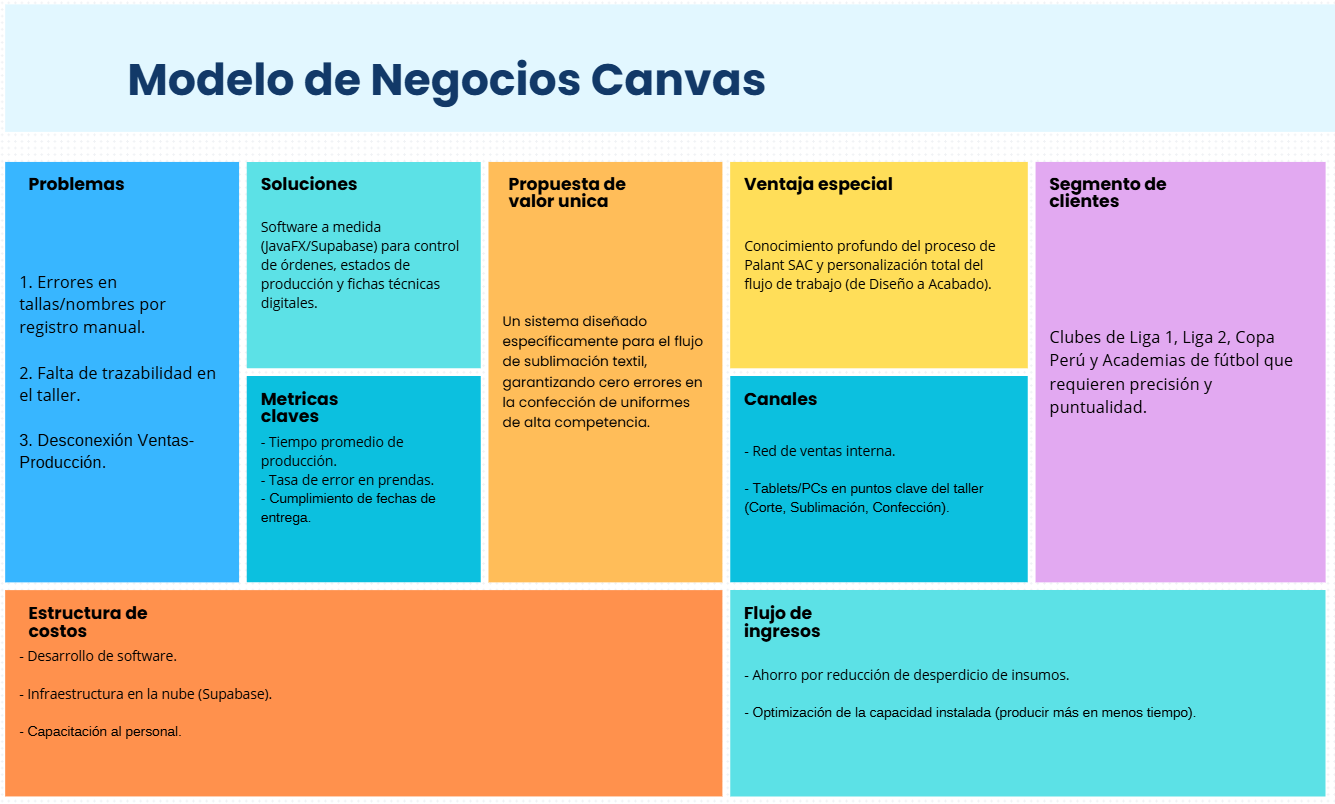 Modelo de Negocios Canvas
Problemas
1. Errores en
tallas/nombres por
registro manual.
2. Falta de trazabilidad en
el taller.
3. Desconexión Ventas-
Producción.
Soluciones
Software a medida
(JavaFX/Supabase) para control
de órdenes, estados de
producción y fichas técnicas
digitales.
Metricas
claves
- Tiempo promedio de
producción.
- Tasa de error en prendas.
- Cumplimiento de fechas de
entrega.
Propuesta de
valor unica
Un sistema diseñado
específicamente para el flujo
de sublimación textil,
garantizando cero errores en
la confección de uniformes
de alta competencia.
Ventaja especial
Conocimiento profundo del proceso de
Palant SAC y personalización total del
flujo de trabajo (de Diseño a Acabado).
Canales
- Red de ventas interna.
- Tablets/PCs en puntos clave del taller
(Corte, Sublimación, Confección).
Segmento de
clientes
Clubes de Liga 1, Liga 2, Copa
Perú y Academias de fútbol que
requieren precisión y
puntualidad.
Estructura de
costos
- Desarrollo de software.
- Infraestructura en la nube (Supabase).
- Capacitación al personal.
Flujo de
ingresos
- Ahorro por reducción de desperdicio de insumos.
- Optimización de la capacidad instalada (producir más en menos tiempo).